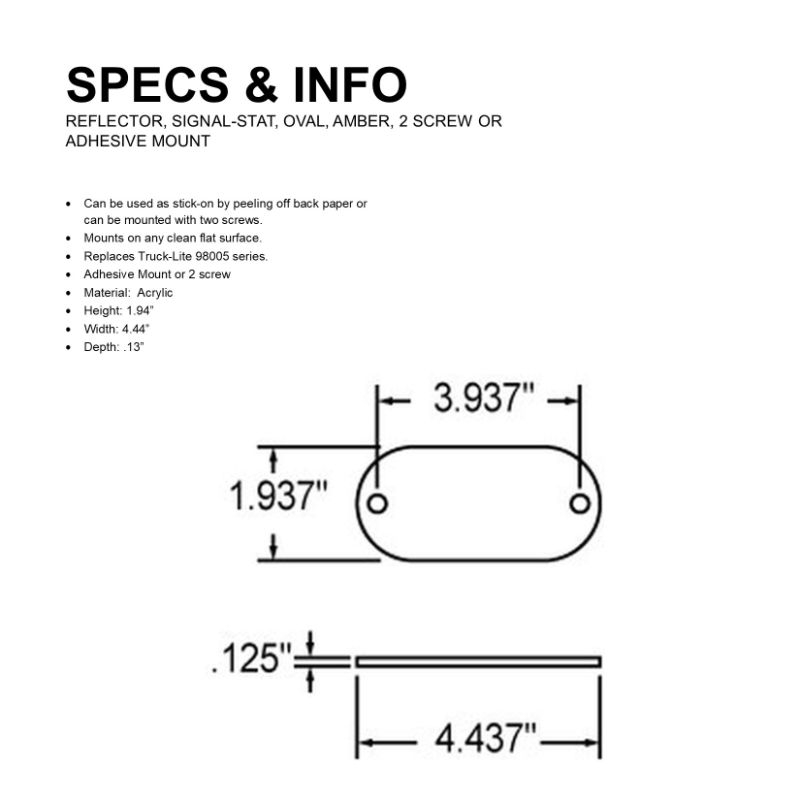 SPECS & INFO
REFLECTOR, SIGNAL-STAT, OVAL, AMBER, 2 SCREW OR
ADHESIVE MOUNT
• Can be used as stick-on by peeling off back paper or
can be mounted with two screws.
• Mounts on any clean flat surface.
• Replaces Truck-Lite 98005 series.
• Adhesive Mount or 2 screw
• Material:  Acrylic
• Height: 1.94”
• Width: 4.44”
• Depth: .13”
3.937"
1.937"
.125"
4.437"